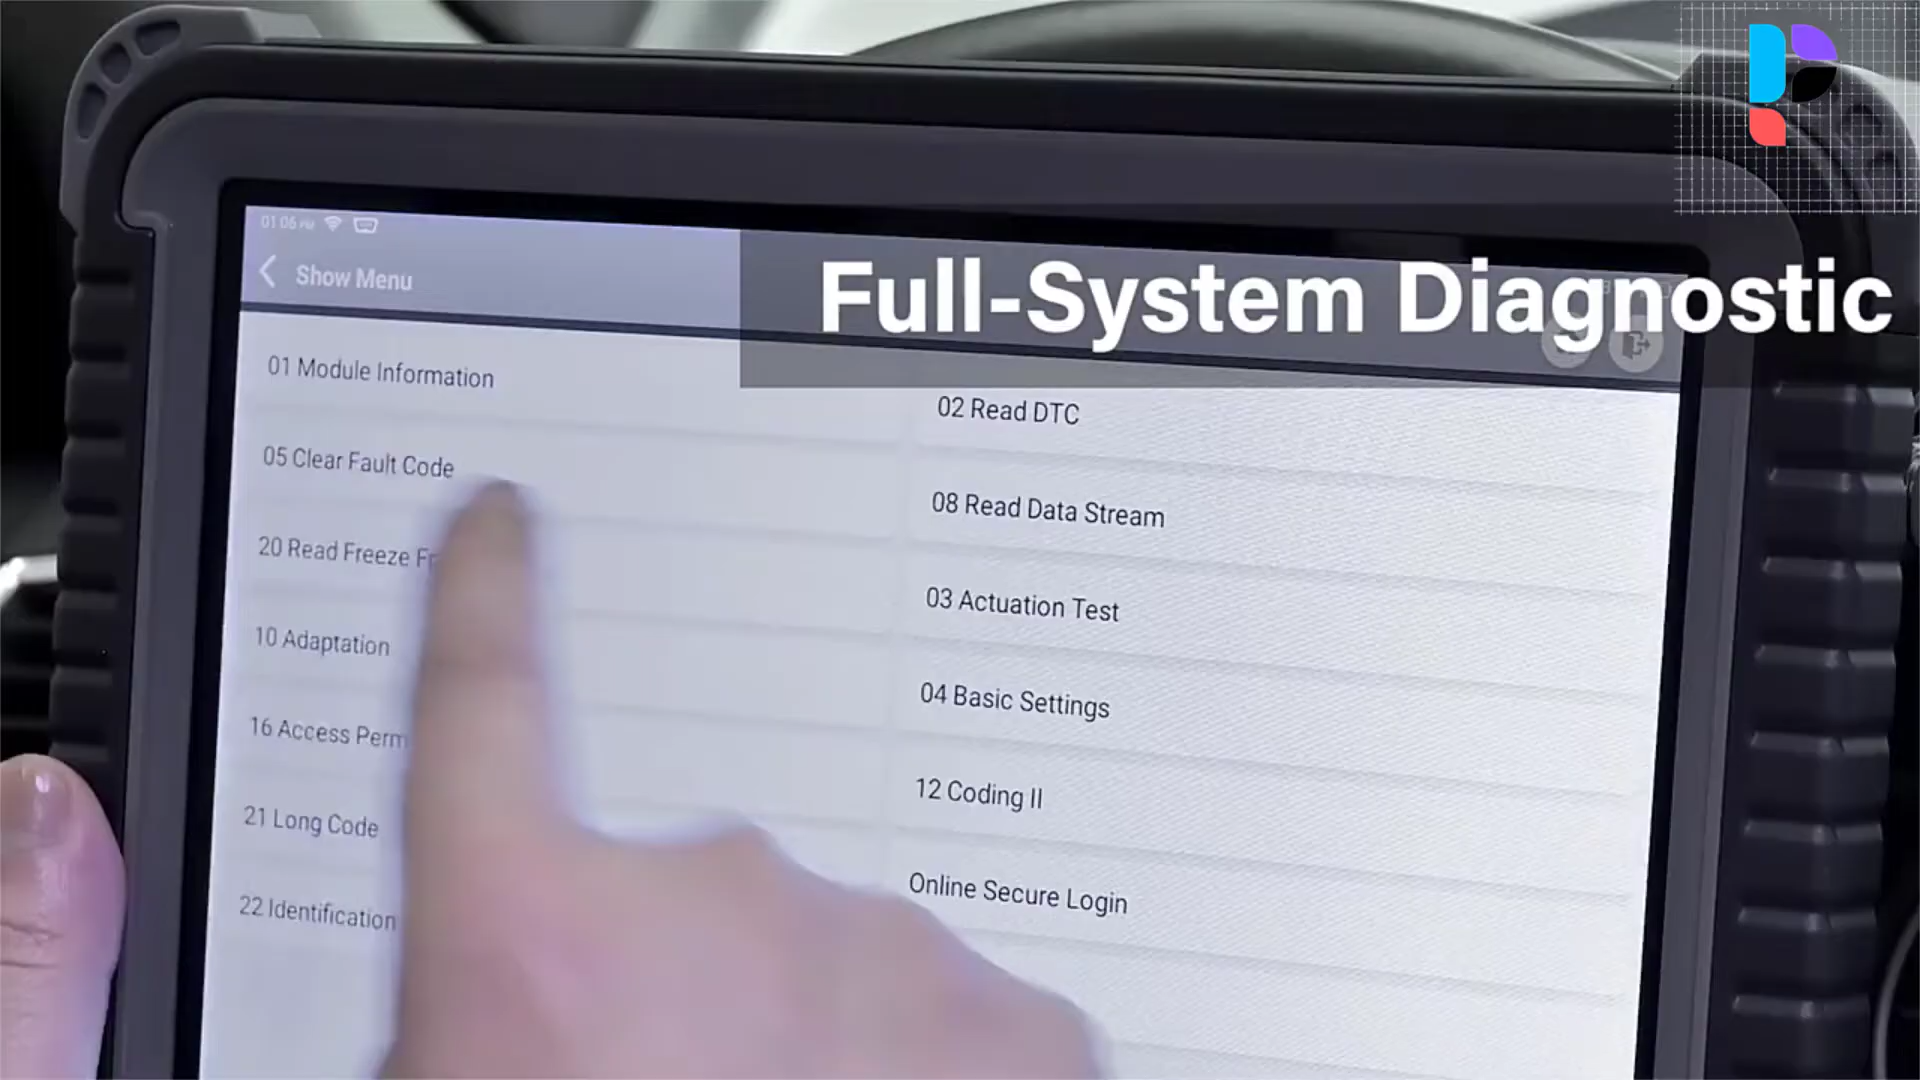 01:06 PM
Show Menu
Full-System Diagnostic
01 Module Information
02 Read DTC
05 Clear Fault Code
08 Read Data Stream
20 Read Freeze
03 Actuation Test
10 Adaptation
04 Basic Settings
16 Access
12 Coding II
21 Long Code
Online Secure Login
22 Identification